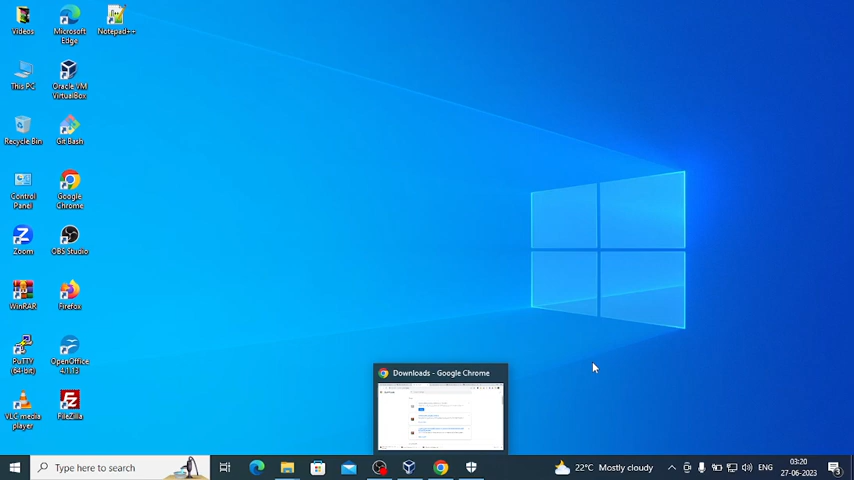 Videos
Microsoft
Edge
Notepad++
This PC
Oracle VM
VirtualBox
Recycle Bin
Git Bash
Control
Panel
Google
Chrome
Zoom
OBS Studio
WinRAR
Firefox
PuTTY
(64-bit)
OpenOffice
4.1.13
VLC media
player
FileZilla
Downloads - Google Chrome
Type here to search
22°C Mostly cloudy
ENG
03:20
27-06-2023
3